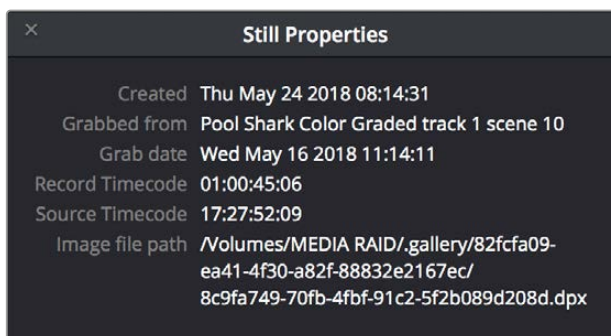 Still Properties
Created Thu May 24 2018 08:14:31
Grabbed from Pool Shark Color Graded track 1 scene 10
Grab date Wed May 16 2018 11:14:11
Record Timecode 01:00:45:06
Source Timecode 17:27:52:09
Image file path /Volumes/MEDIA RAID/.gallery/82fcfa09-
ea41-4f30-a82f-88832e2167ec/
8c9fa749-70fb-4fbf-91c2-5f2b089d208d.dpx